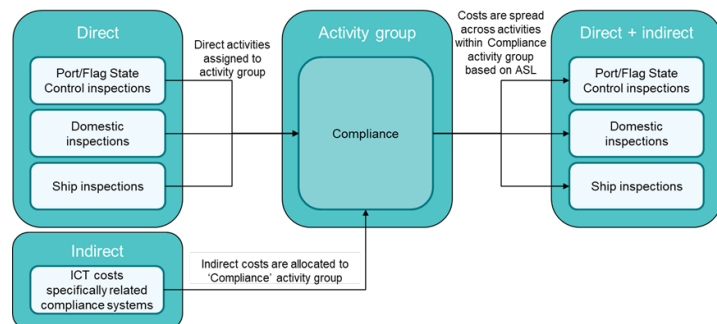 Direct
Port/Flag State
Control inspections
Domestic
inspections
Ship inspections
Indirect
ICT costs
specifically related
compliance systems
Direct activities
assigned to
activity group
Indirect costs are allocated to
‘Compliance’ activity group
Activity group
Compliance
Costs are spread
across activities
within Compliance
activity group
based on ASL
Direct + indirect
Port/Flag State
Control inspections
Domestic
inspections
Ship inspections